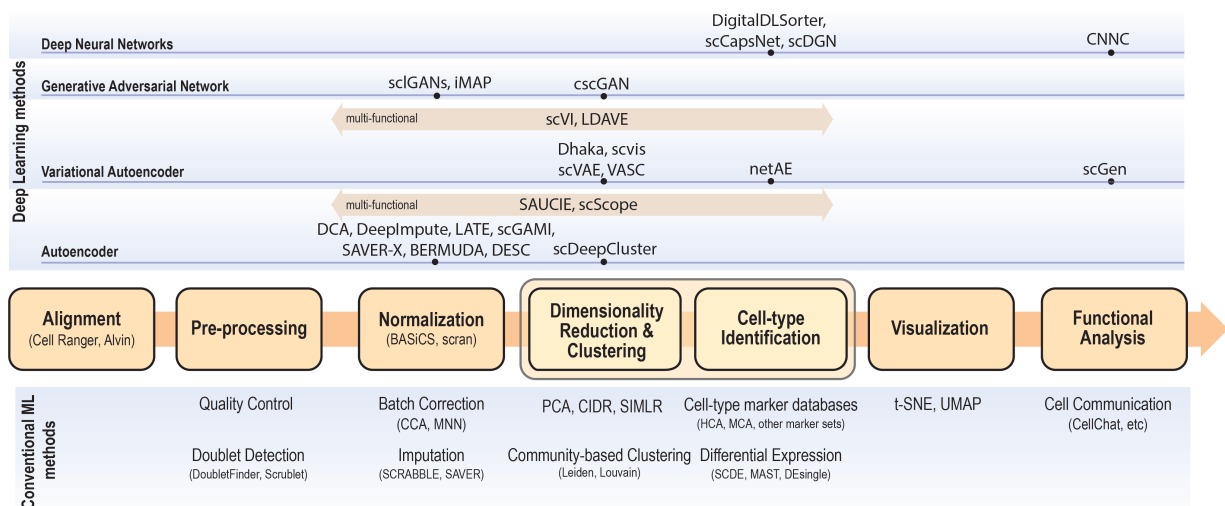 Deep Learning methods
DigitalDLSorter,
scCapsNet, scDGN
CNNC
Deep Neural Networks
sclGANs, iMAP
cscGAN
Generative Adversarial Network
multi-functional
scVI, LDAVE
Dhaka, scvis
scVAE, VASC
netAE
scGen
Variational Autoencoder
multi-functional
SAUCIE, scScope
DCA, DeepImpute, LATE, scGAMI,
SAVER-X, BERMUDA, DESC
scDeepCluster
Autoencoder
Alignment
(Cell Ranger, Alvin)
Pre-processing
Normalization
(BASiCS, scran)
Dimensionality
Reduction &
Clustering
Cell-type
Identification
Visualization
Functional
Analysis
Conventional ML
methods
Quality Control
Doublet Detection
(DoubletFinder, Scrublet)
Batch Correction
(CCA, MNN)
Imputation
(SCRABBLE, SAVER)
PCA, CIDR, SIMLR
Community-based Clustering
(Leiden, Louvain)
Cell-type marker databases
(HCA, MCA, other marker sets)
Differential Expression
(SCDE, MAST, DEsingle)
t-SNE, UMAP
Cell Communication
(CellChat, etc)